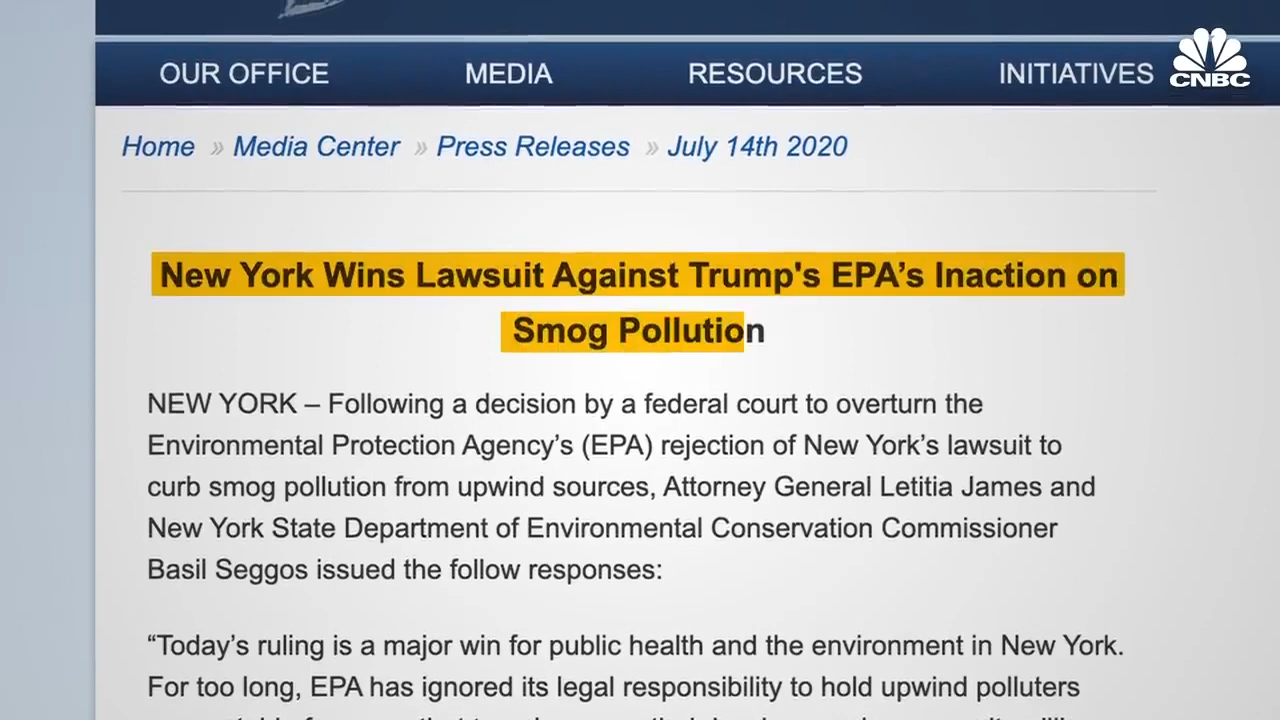 CNBC
OUR OFFICE MEDIA RESOURCES INITIATIVES
Home » Media Center » Press Releases » July 14th 2020
New York Wins Lawsuit Against Trump's EPA’s Inaction on
Smog Pollution
NEW YORK – Following a decision by a federal court to overturn the
Environmental Protection Agency’s (EPA) rejection of New York’s lawsuit to
curb smog pollution from upwind sources, Attorney General Letitia James and
New York State Department of Environmental Conservation Commissioner
Basil Seggos issued the follow responses:
“Today’s ruling is a major win for public health and the environment in New York.
For too long, EPA has ignored its legal responsibility to hold upwind polluters